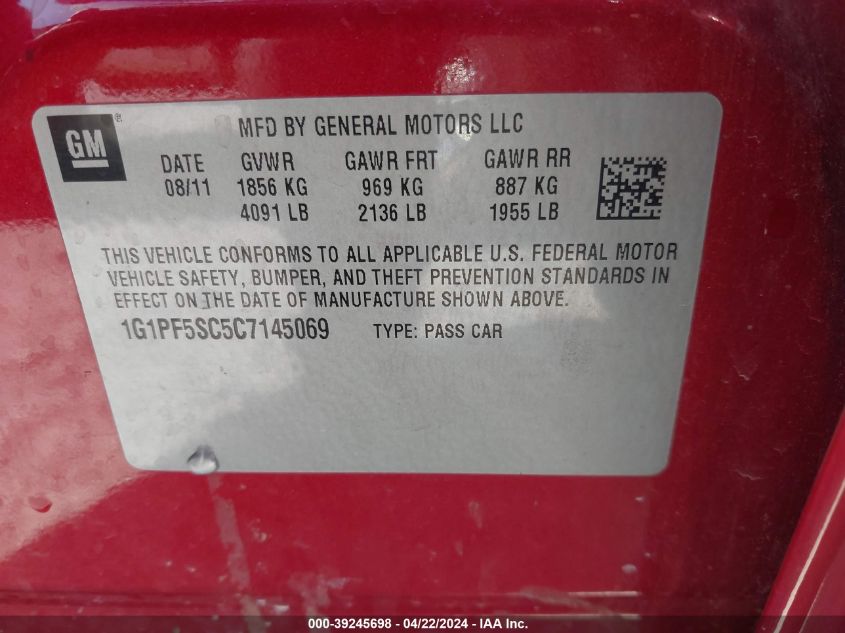 GM®
MFD BY GENERAL MOTORS LLC
DATE GVWR GAWR FRT GAWR RR
08/11 1856 KG 969 KG 887 KG
4091 LB 2136 LB 1955 LB
THIS VEHICLE CONFORMS TO ALL APPLICABLE U.S. FEDERAL MOTOR
VEHICLE SAFETY, BUMPER, AND THEFT PREVENTION STANDARDS IN
EFFECT ON THE DATE OF MANUFACTURE SHOWN ABOVE.
1G1PF5SC5C7145069 TYPE: PASS CAR
000-39245698 - 04/22/2024 - IAA Inc.